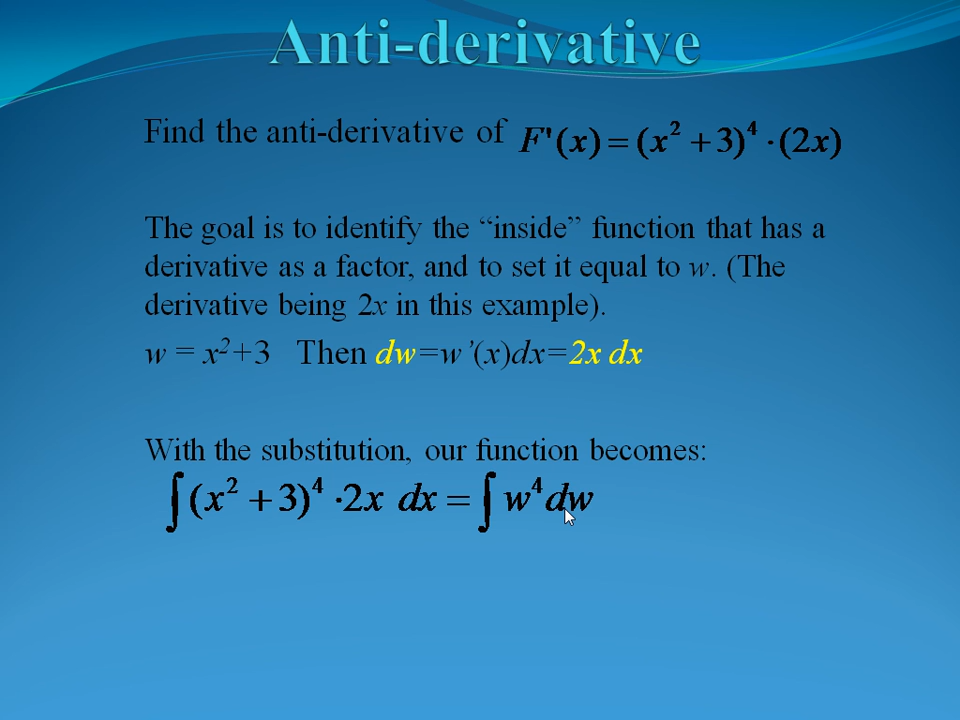 Anti-derivative
Find the anti-derivative of F'(x) = (x² + 3)⁴ · (2x)
The goal is to identify the “inside” function that has a
derivative as a factor, and to set it equal to w. (The
derivative being 2x in this example).
w = x²+3 Then dw=w’(x)dx=2x dx
With the substitution, our function becomes:
∫(x² + 3)⁴ · 2x dx = ∫ w⁴dw